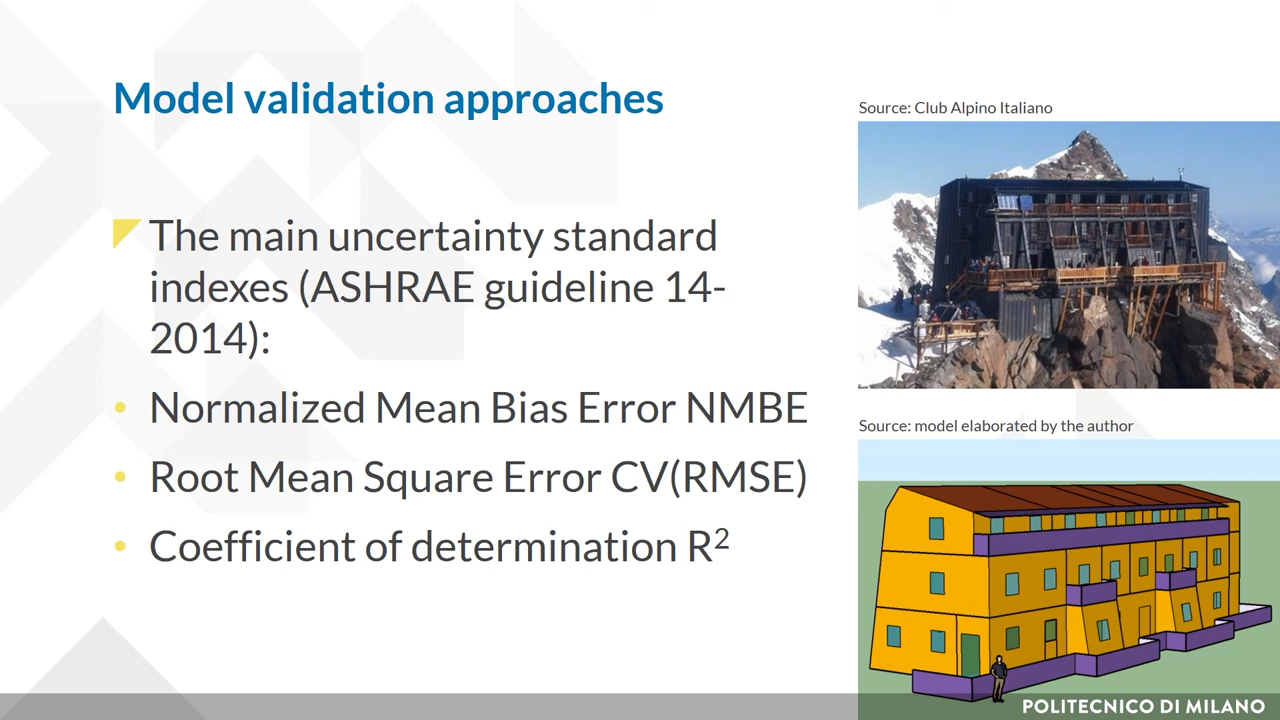 Model validation approaches
The main uncertainty standard
indexes (ASHRAE guideline 14-
2014):
• Normalized Mean Bias Error NMBE
• Root Mean Square Error CV(RMSE)
• Coefficient of determination R²
Source: Club Alpino Italiano
Source: model elaborated by the author
POLITECNICO DI MILANO